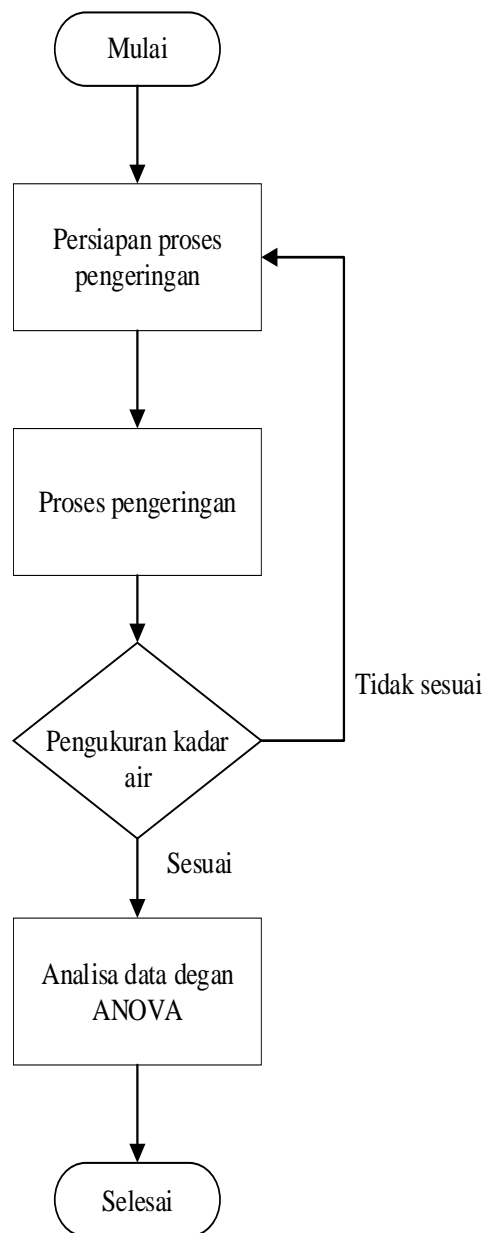 Mulai
Persiapan proses
pengeringan
Proses pengeringan
Pengukuran kadar
air
Tidak sesuai
Sesuai
Analisa data degan
ANOVA
Selesai